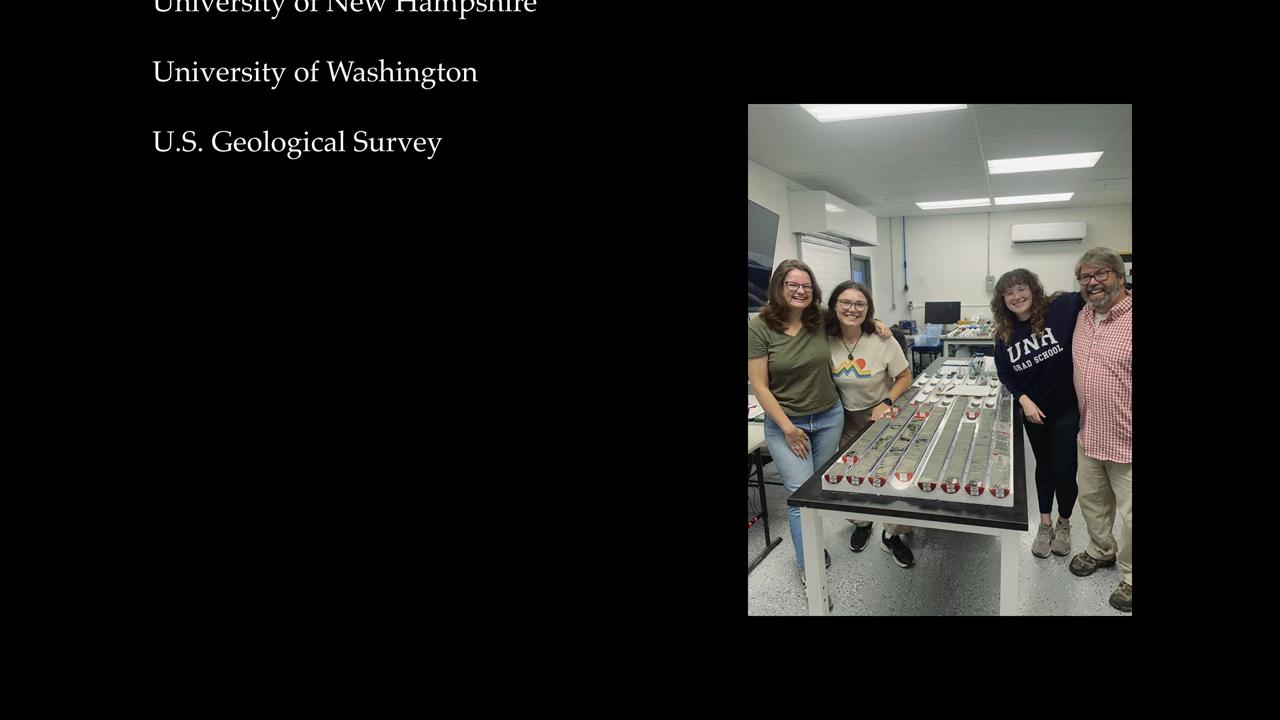 University of New Hampshire
University of Washington
U.S. Geological Survey
UNH
GRAD SCHOOL